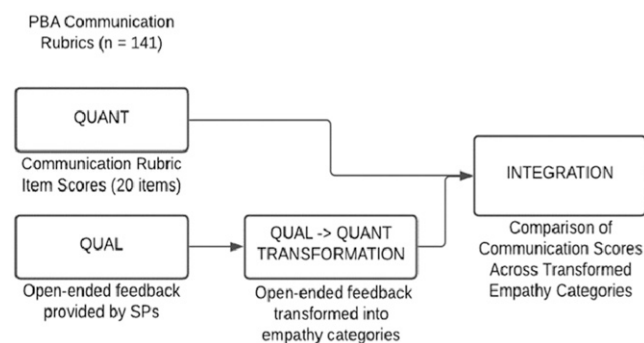 PBA Communication
Rubrics (n = 141)
QUANT
Communication Rubric
Item Scores (20 items)
QUAL
Open-ended feedback
provided by SPs
QUAL -> QUANT
TRANSFORMATION
Open-ended feedback
transformed into
empathy categories
INTEGRATION
Comparison of
Communication Scores
Across Transformed
Empathy Categories